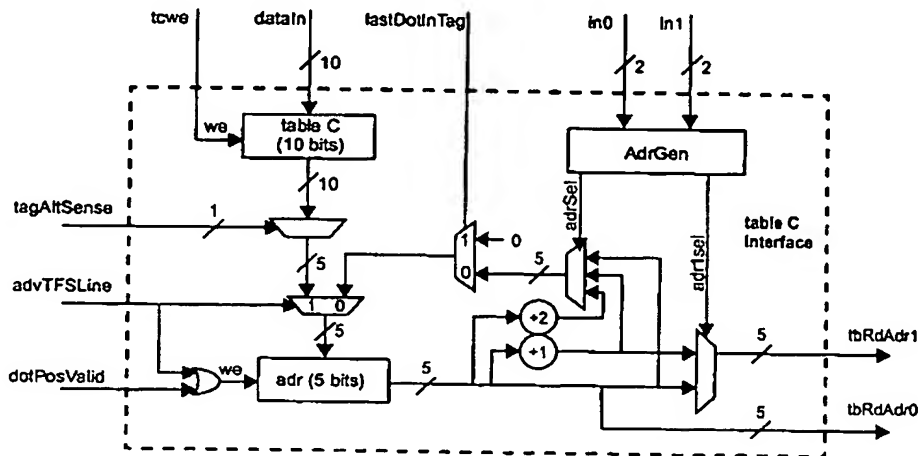 tcwe
dataIn
lastDotInTag
In0
In1
10
2
2
we
table C
(10 bits)
AdrGen
10
adrSel
adr1sel
table C
Interface
tagAltSense
1
1
0
0
5
5
advTFSLine
1 0
5
+2
+1
5
tbRdAdr1
dotPosValid
we
adr (5 bits)
5
5
tbRdAdr0